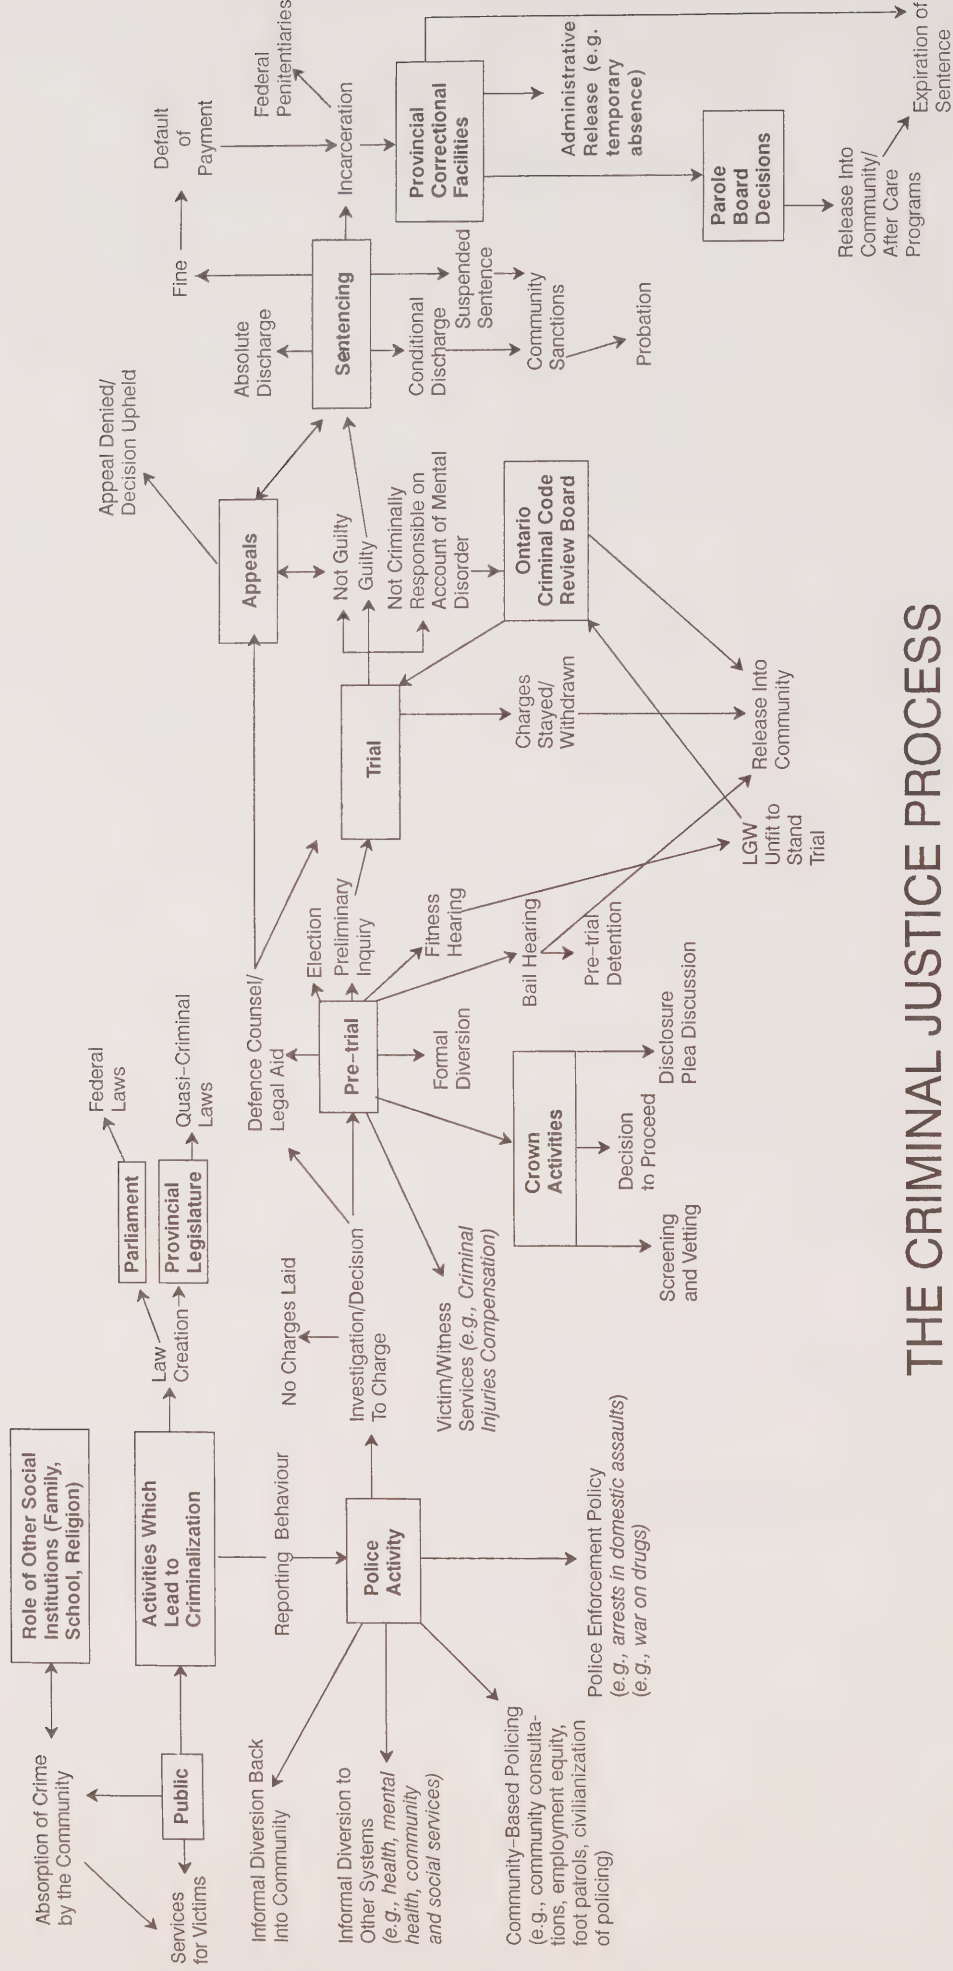 Role of Other Social
Institutions (Family,
School, Religion)
Absorption of Crime
by the Community
Public
Services
for Victims
Activities Which
Lead to
Criminalization
Law
Creation
Parliament
Federal
Laws
Provincial
Legislature
Quasi-Criminal
Laws
Reporting Behaviour
Police
Activity
Informal Diversion Back
Into Community
Informal Diversion to
Other Systems
(e.g., health, mental
health, community
and social services)
Community-Based Policing
(e.g., community consulta-
tions, employment equity,
foot patrols, civilianization
of policing)
Police Enforcement Policy
(e.g., arrests in domestic assaults)
(e.g., war on drugs)
No Charges Laid
Investigation/Decision
To Charge
Victim/Witness
Services (e.g., Criminal
Injuries Compensation)
Defence Counsel/
Legal Aid
Pre-trial
Election
Preliminary
Inquiry
Fitness
Hearing
Bail Hearing
Pre-trial
Detention
Formal
Diversion
Crown
Activities
Screening
and Vetting
Decision
to Proceed
Disclosure
Plea Discussion
LGW
Unfit to
Stand
Trial
Release Into
Community
Trial
Charges
Stayed/
Withdrawn
Appeals
Appeal Denied/
Decision Upheld
Not Guilty
Guilty
Not Criminally
Responsible on
Account of Mental
Disorder
Ontario
Criminal Code
Review Board
Sentencing
Absolute
Discharge
Fine
Default
of
Payment
Conditional
Discharge
Suspended
Sentence
Community
Sanctions
Probation
Incarceration
Federal
Penitentiaries
Provincial
Correctional
Facilities
Administrative
Release (e.g.
temporary
absence)
Parole
Board
Decisions
Release Into
Community/
After Care
Programs
Expiration of
Sentence
THE CRIMINAL JUSTICE PROCESS